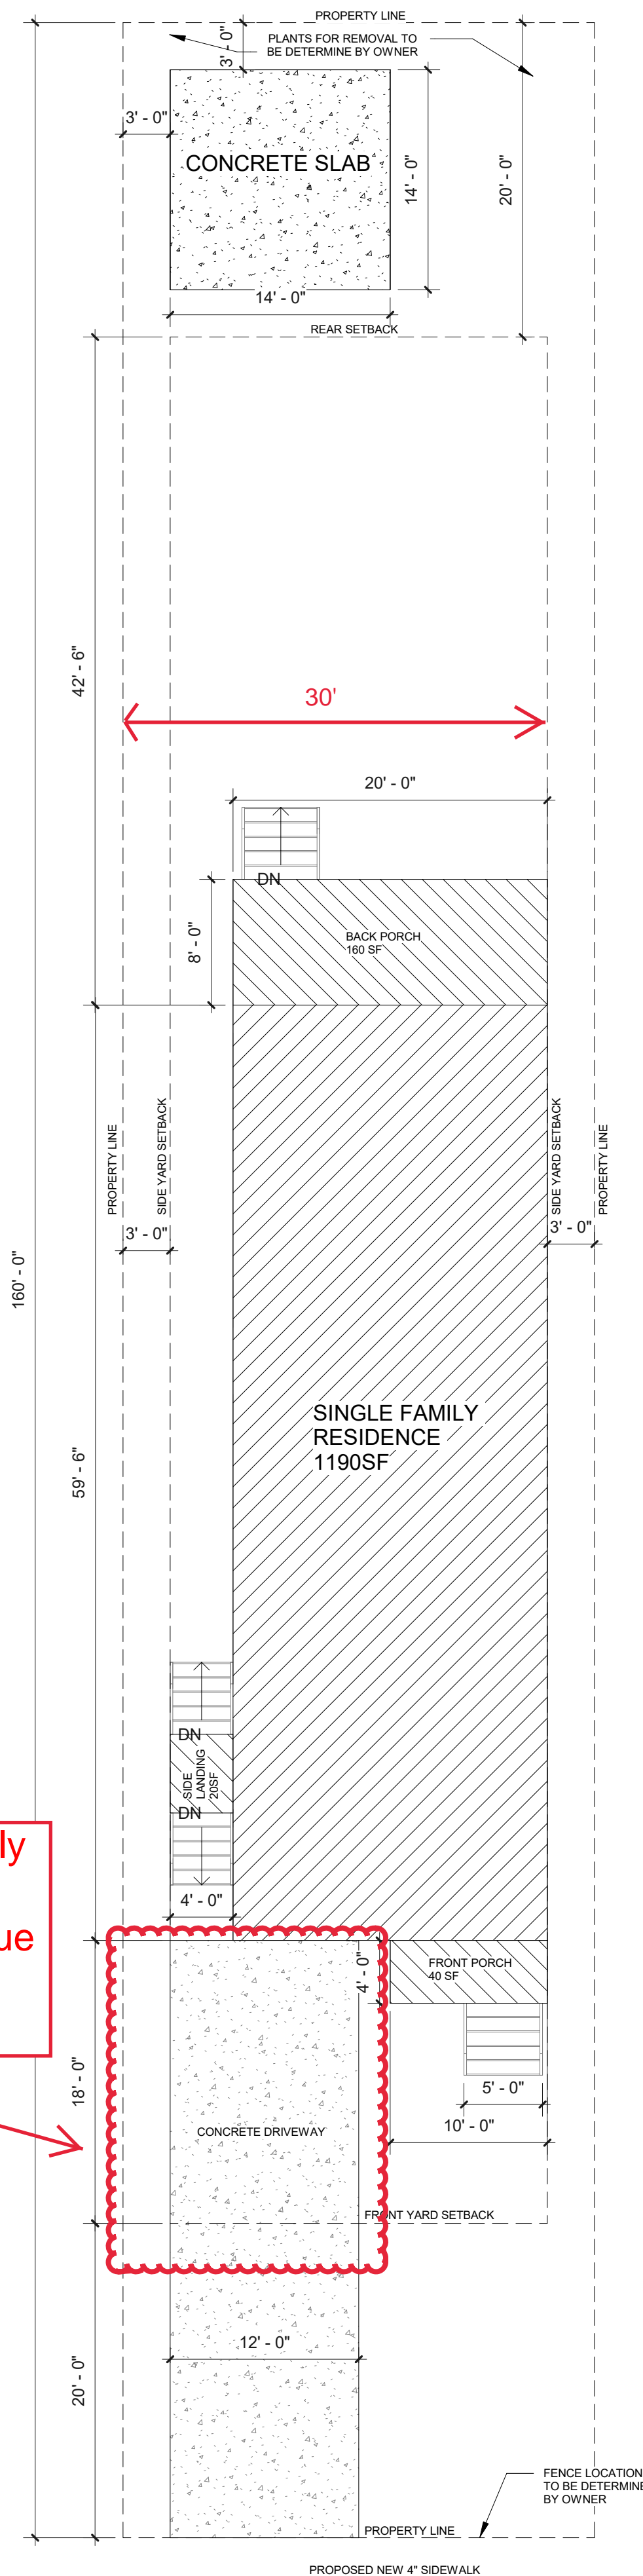 PROPERTY LINE
PLANTS FOR REMOVAL TO
BE DETERMINE BY OWNER
3' - 0"
3' - 0"
CONCRETE SLAB
14' - 0"
20' - 0"
14' - 0"
REAR SETBACK
42' - 6"
30'
20' - 0"
DN
8' - 0"
BACK PORCH
160 SF
PROPERTY LINE
SIDE YARD SETBACK
SIDE YARD SETBACK
PROPERTY LINE
3' - 0"
3' - 0"
160' - 0"
SINGLE FAMILY
RESIDENCE
1190SF
59' - 6"
DN
SIDE
LANDING
20SF
DN
ly
ue
4' - 0"
4' - 0"
FRONT PORCH
40 SF
18' - 0"
5' - 0"
10' - 0"
CONCRETE DRIVEWAY
FRONT YARD SETBACK
12' - 0"
20' - 0"
FENCE LOCATION
TO BE DETERMINE
BY OWNER
PROPERTY LINE
PROPOSED NEW 4" SIDEWALK